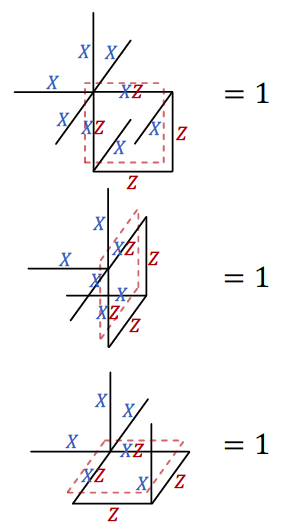 X X
X XZ
X XZ X X Z = 1
Z
X
XZ
X Z
X X = 1
XZ Z
X X
X XZ = 1
XZ X Z
Z